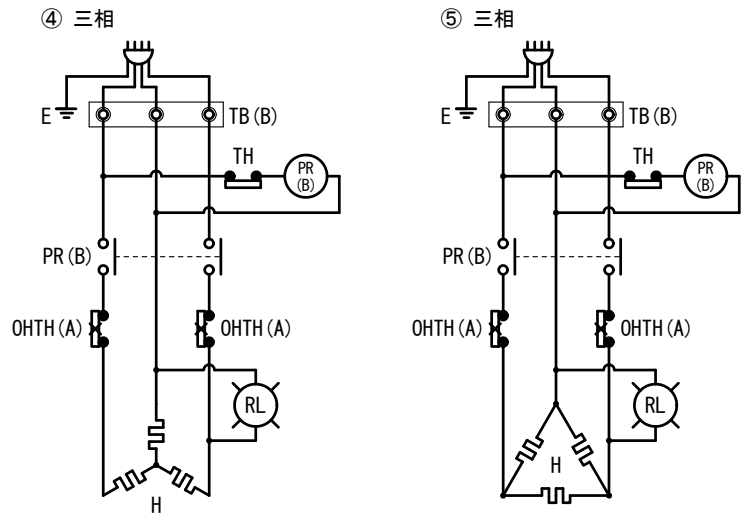 ④ 三相
E
TB(B)
TH
PR
(B)
PR(B)
OHTH(A)
OHTH(A)
RL
H
⑤ 三相
E
TB(B)
TH
PR
(B)
PR(B)
OHTH(A)
OHTH(A)
RL
H